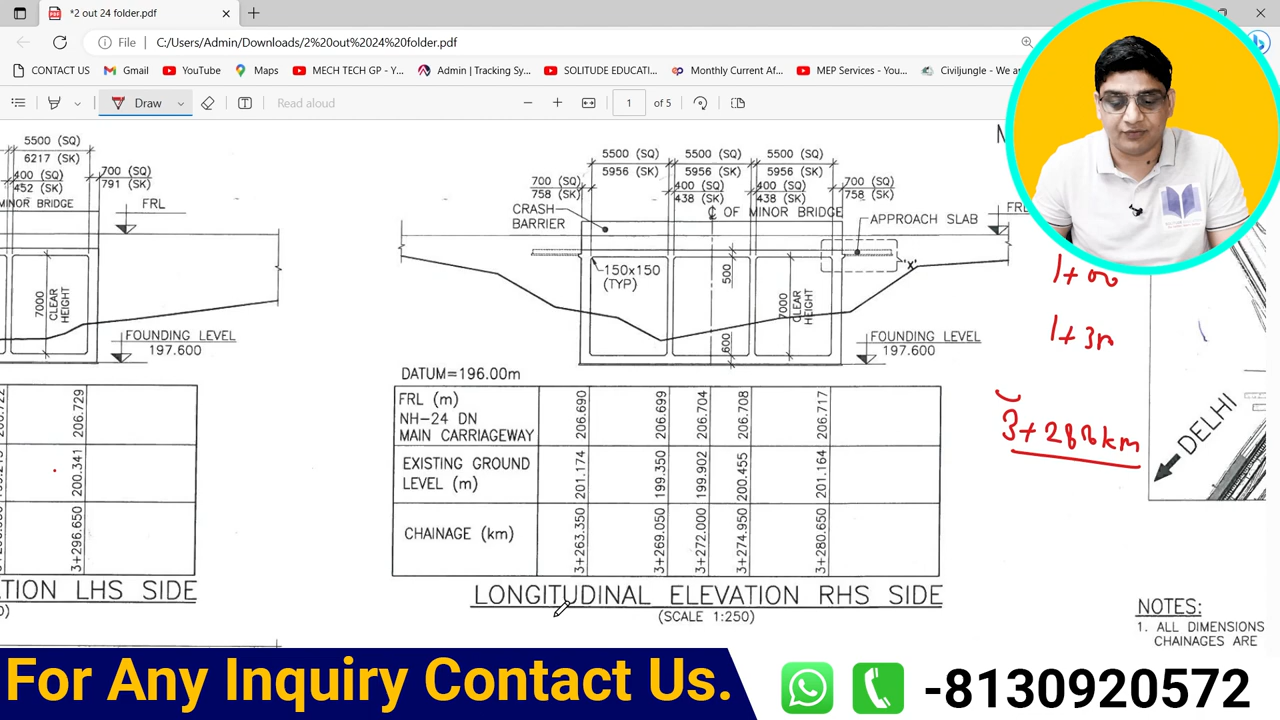 *2 out 24 folder.pdf
File C:/Users/Admin/Downloads/2%20out%2024%20folder.pdf
CONTACT US Gmail YouTube Maps MECH TECH GP - Y... Admin | Tracking Sy... SOLITUDE EDUCATI... Monthly Current Af... MEP Services - You... Civiljungle - We a
Draw Read aloud 1 of 5
5500 (SQ)
6217 (SK)
400 (SQ)
452 (SK)
700 (SQ)
791 (SK)
MINOR BRIDGE
FRL
7000 CLEAR HEIGHT
FOUNDING LEVEL
197.600
206.729
200.341
3+296.650
ATION LHS SIDE
5500 (SQ) 5500 (SQ) 5500 (SQ)
5956 (SK) 5956 (SK) 5956 (SK)
700 (SQ) 400 (SQ) 400 (SQ) 700 (SQ)
758 (SK) 438 (SK) 438 (SK) 758 (SK)
CRASH
BARRIER
℄ OF MINOR BRIDGE
APPROACH SLAB
FRL
150x150
(TYP)
500
7000 CLEAR HEIGHT
600
'X'
FOUNDING LEVEL
197.600
DATUM=196.00m
FRL (m)
NH-24 DN
MAIN CARRIAGEWAY
206.690 206.699 206.704 206.708 206.717
EXISTING GROUND
LEVEL (m)
201.174 199.350 199.902 200.455 201.164
CHAINAGE (km)
3+263.350 3+269.050 3+272.000 3+274.950 3+280.650
LONGITUDINAL ELEVATION RHS SIDE
(SCALE 1:250)
1+00
1+3m
DELHI
NOTES:
1. ALL DIMENSIONS
CHAINAGES ARE
For Any Inquiry Contact Us.
-8130920572